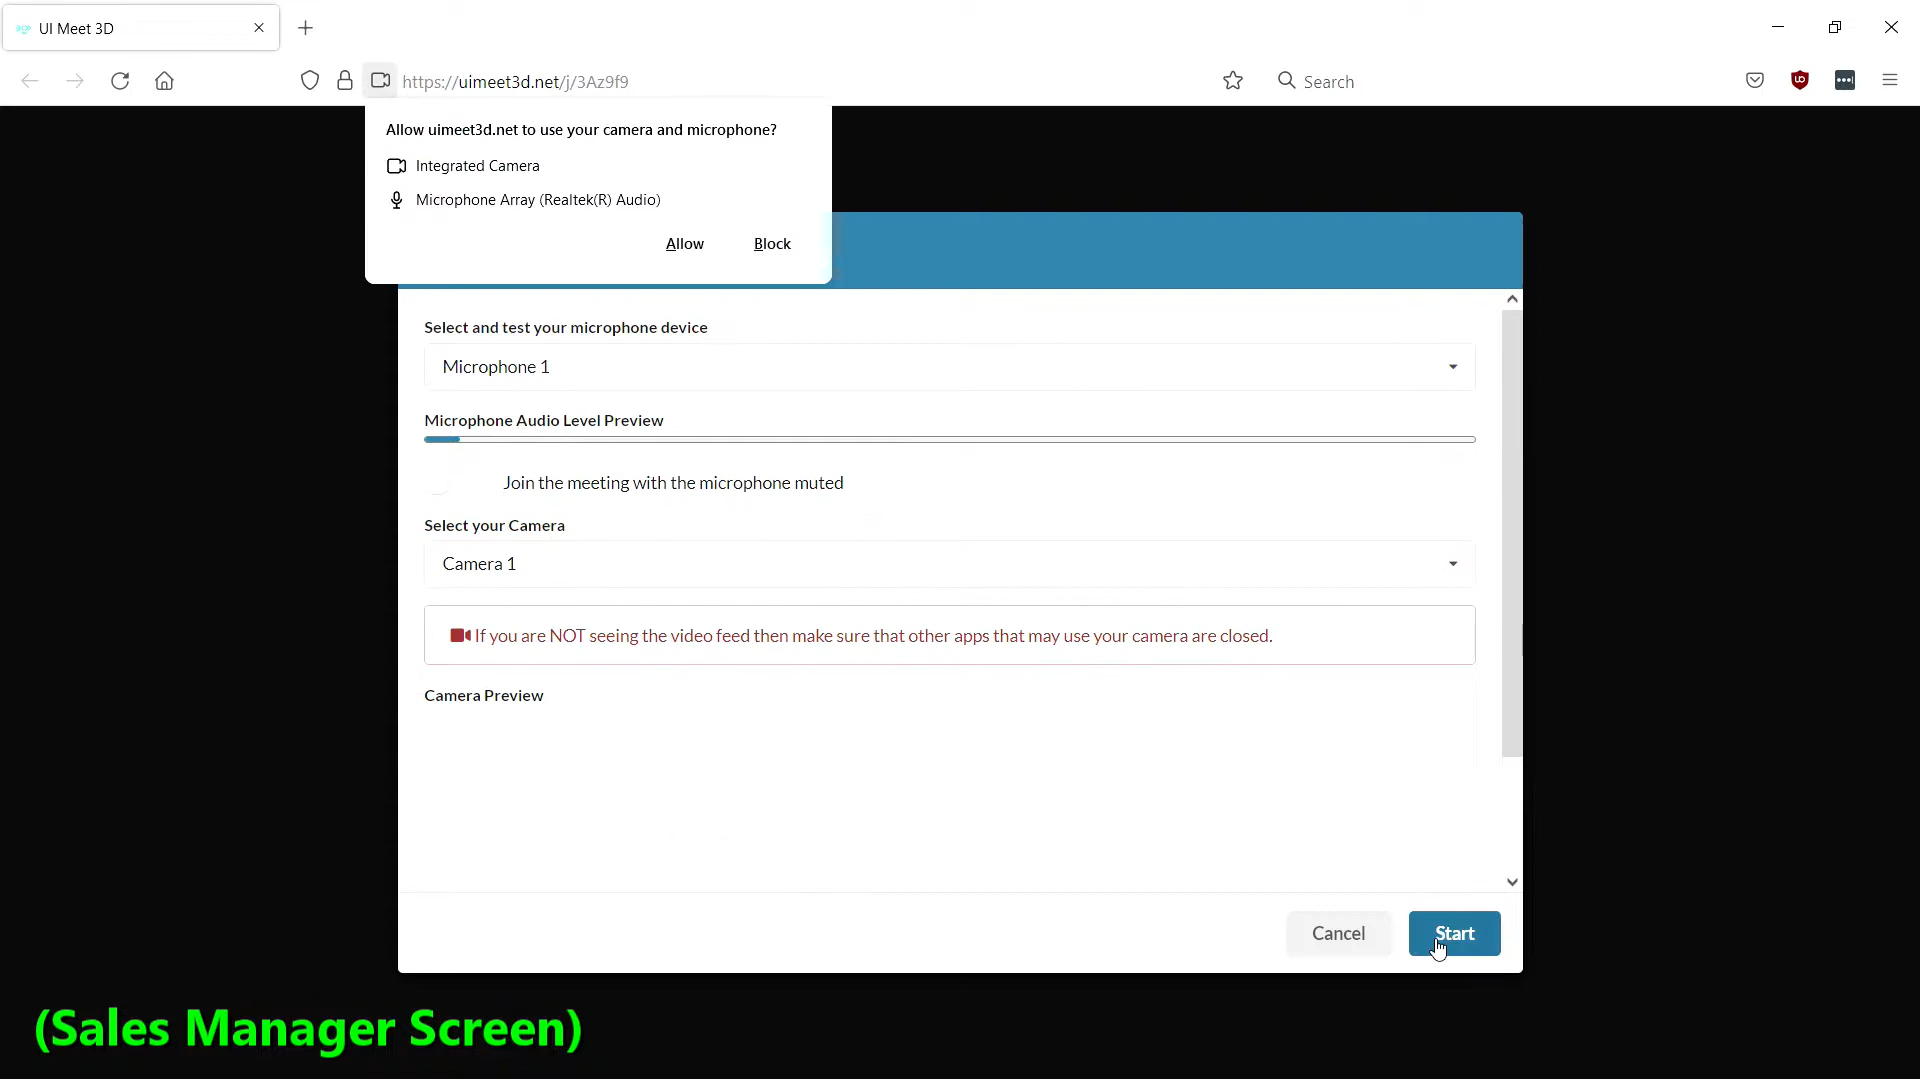 UI Meet 3D
https://uimeet3d.net/j/3Az9f9
Search
Allow uimeet3d.net to use your camera and microphone?
Integrated Camera
Microphone Array (Realtek(R) Audio)
Allow
Block
Select and test your microphone device
Microphone 1
Microphone Audio Level Preview
Join the meeting with the microphone muted
Select your Camera
Camera 1
If you are NOT seeing the video feed then make sure that other apps that may use your camera are closed.
Camera Preview
Cancel
Start
(Sales Manager Screen)